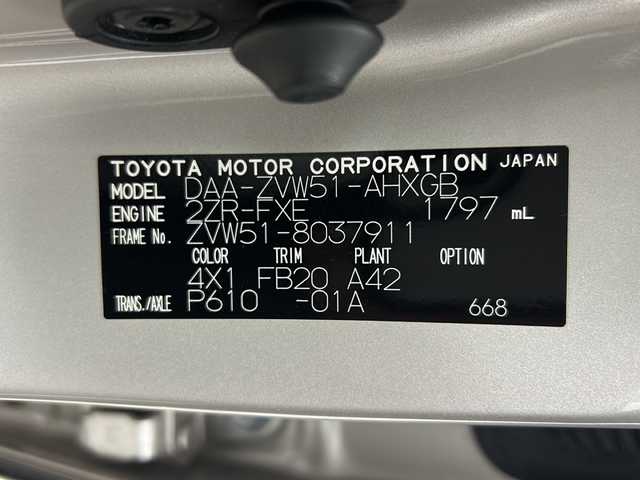 TOYOTA MOTOR CORPORATION JAPAN
MODEL DAA-ZVW51-AHXGB
ENGINE 2ZR-FXE 1797 mL
FRAME No. ZVW51-8037911
COLOR TRIM PLANT OPTION
4X1 FB20 A42
TRANS./AXLE P610 -01A 668